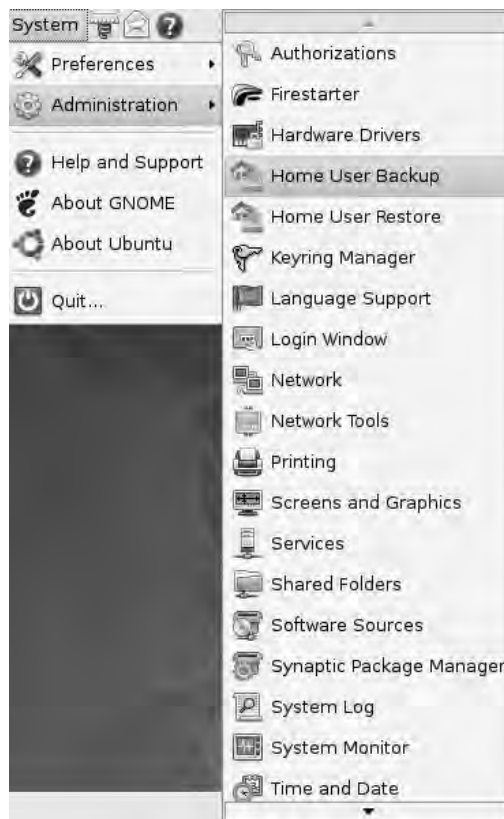 System
Preferences
Administration
Help and Support
About GNOME
About Ubuntu
Quit...
Authorizations
Firestarter
Hardware Drivers
Home User Backup
Home User Restore
Keyring Manager
Language Support
Login Window
Network
Network Tools
Printing
Screens and Graphics
Services
Shared Folders
Software Sources
Synaptic Package Manager
System Log
System Monitor
Time and Date